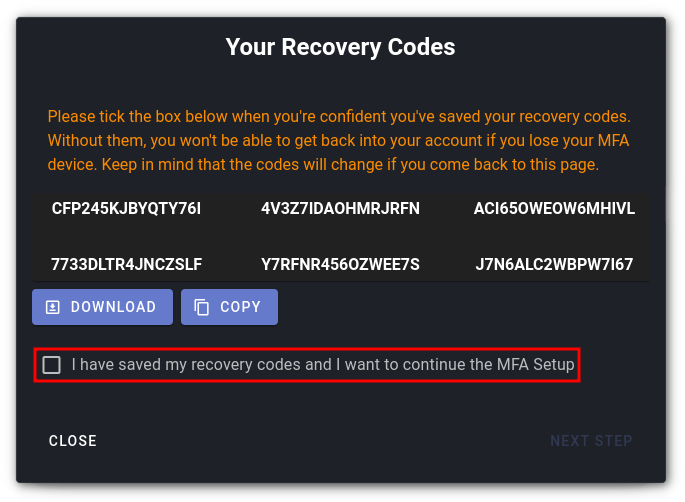 Your Recovery Codes
Please tick the box below when you're confident you've saved your recovery codes.
Without them, you won't be able to get back into your account if you lose your MFA
device. Keep in mind that the codes will change if you come back to this page.
CFP245KJBYQTY76I 4V3Z7IDAOHMRJRFN ACI65OWEOW6MHIVL
7733DLTR4JNCZSLF Y7RFNR456OZWEE7S J7N6ALC2WBPW7I67
DOWNLOAD COPY
I have saved my recovery codes and I want to continue the MFA Setup
CLOSE NEXT STEP